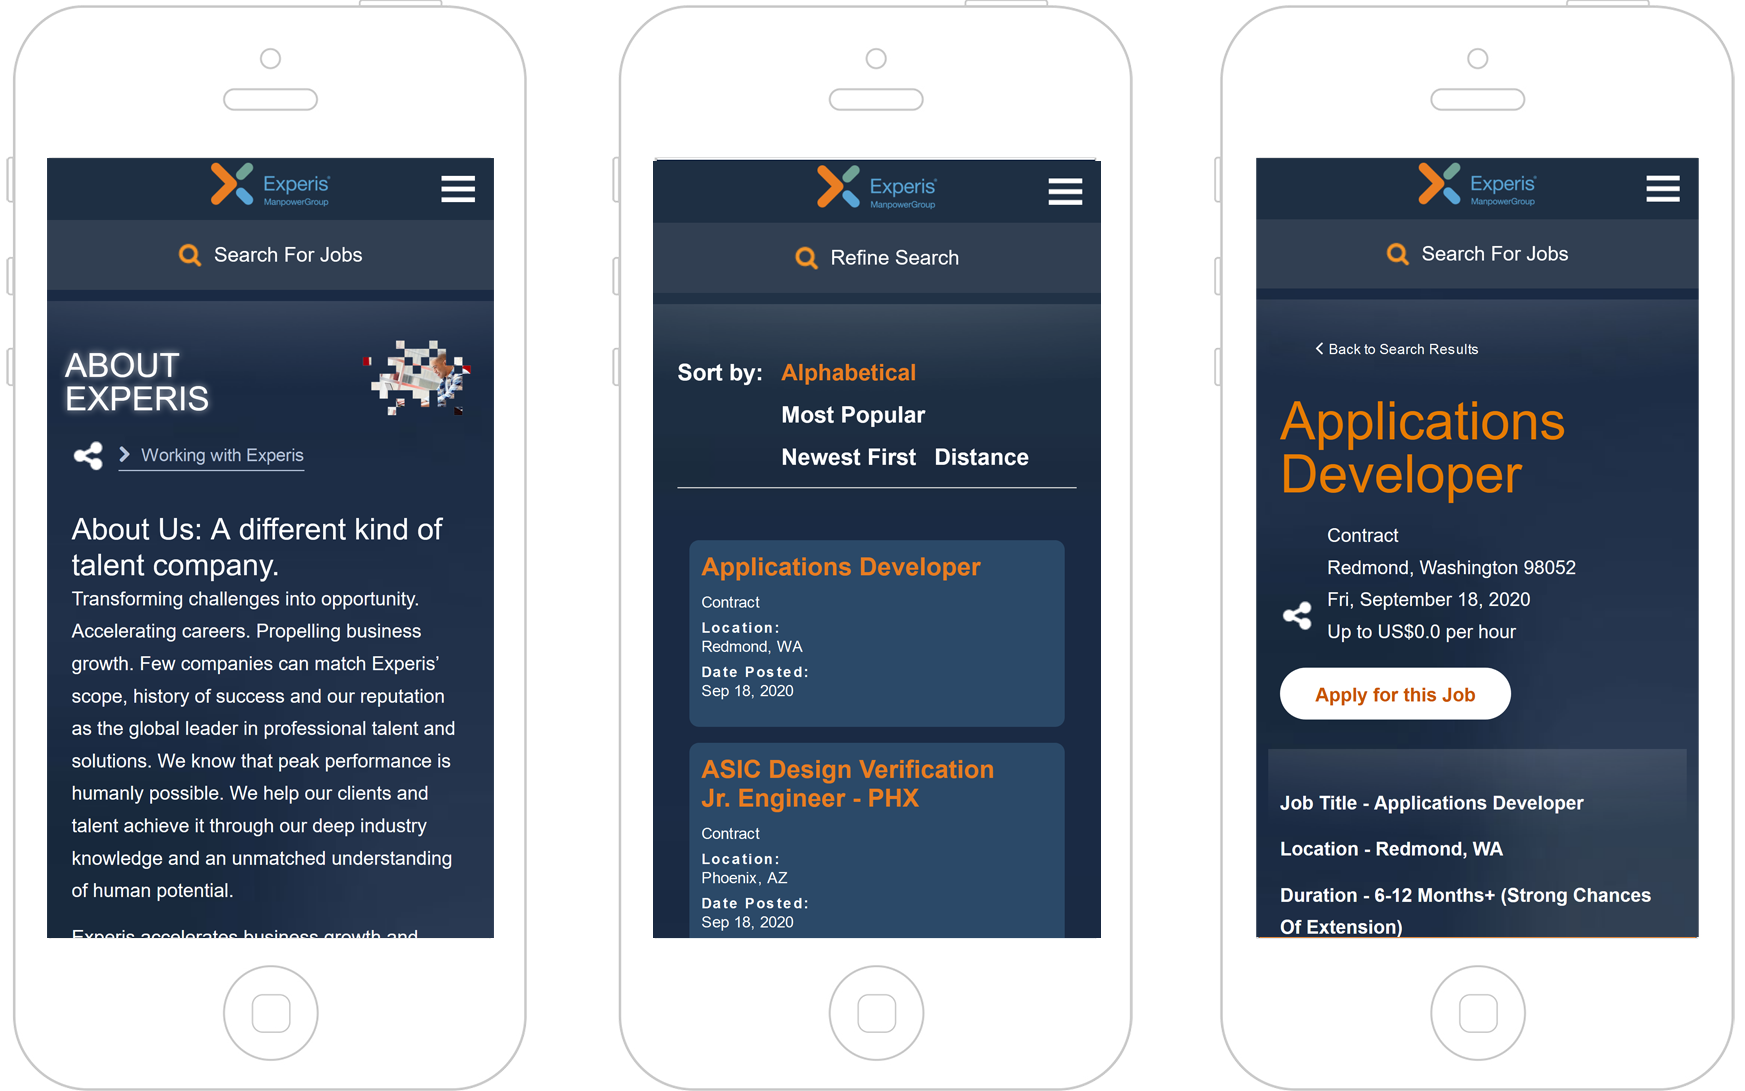 Experis®
ManpowerGroup
Search For Jobs
ABOUT
EXPERIS
Working with Experis
About Us: A different kind of
talent company.
Transforming challenges into opportunity.
Accelerating careers. Propelling business
growth. Few companies can match Experis’
scope, history of success and our reputation
as the global leader in professional talent and
solutions. We know that peak performance is
humanly possible. We help our clients and
talent achieve it through our deep industry
knowledge and an unmatched understanding
of human potential.
Experis accelerates business growth and
Experis®
ManpowerGroup
Refine Search
Sort by: Alphabetical
Most Popular
Newest First Distance
Applications Developer
Contract
Location:
Redmond, WA
Date Posted:
Sep 18, 2020
ASIC Design Verification
Jr. Engineer - PHX
Contract
Location:
Phoenix, AZ
Date Posted:
Sep 18, 2020
Experis®
ManpowerGroup
Search For Jobs
Back to Search Results
Applications
Developer
Contract
Redmond, Washington 98052
Fri, September 18, 2020
Up to US$0.0 per hour
Apply for this Job
Job Title - Applications Developer
Location - Redmond, WA
Duration - 6-12 Months+ (Strong Chances
Of Extension)